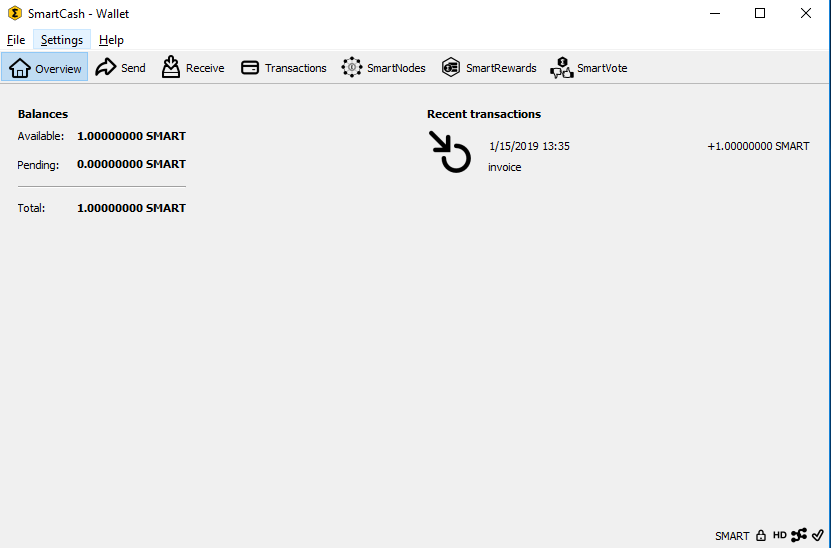 SmartCash - Wallet
File Settings Help
Overview Send Receive Transactions SmartNodes SmartRewards SmartVote
Balances
Available: 1.00000000 SMART
Pending: 0.00000000 SMART
Total: 1.00000000 SMART
Recent transactions
1/15/2019 13:35 +1.00000000 SMART
invoice
SMART HD